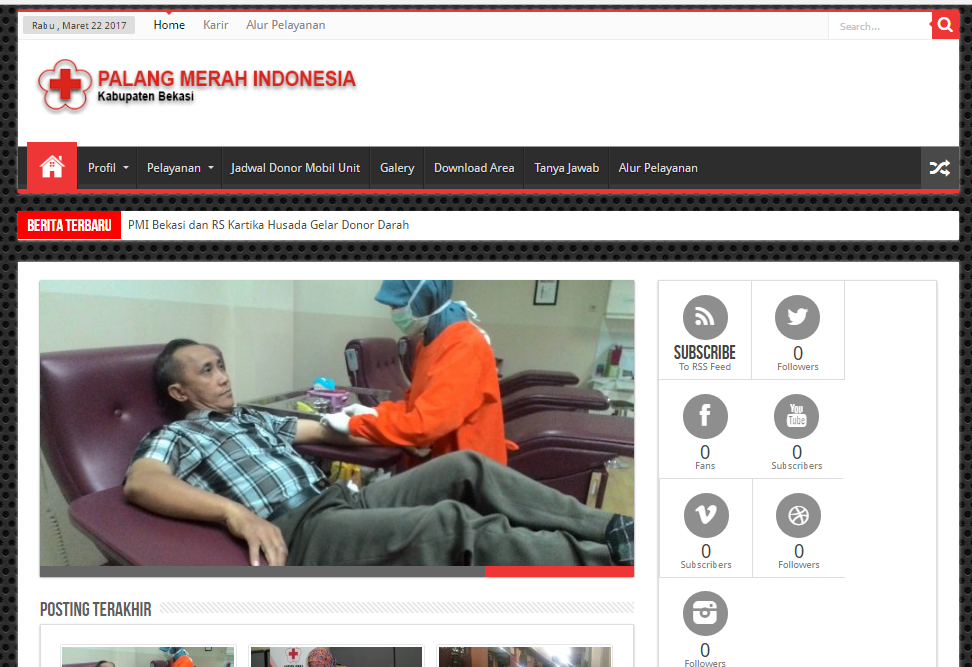 Rabu , Maret 22 2017
Home Karir Alur Pelayanan
Search...
PALANG MERAH INDONESIA
Kabupaten Bekasi
Profil Pelayanan Jadwal Donor Mobil Unit Galery Download Area Tanya Jawab Alur Pelayanan
BERITA TERBARU PMI Bekasi dan RS Kartika Husada Gelar Donor Darah
SUBSCRIBE
To RSS Feed
0
Followers
0
Fans
You
Tube
0
Subscribers
0
Subscribers
0
Followers
0
Followers
POSTING TERAKHIR